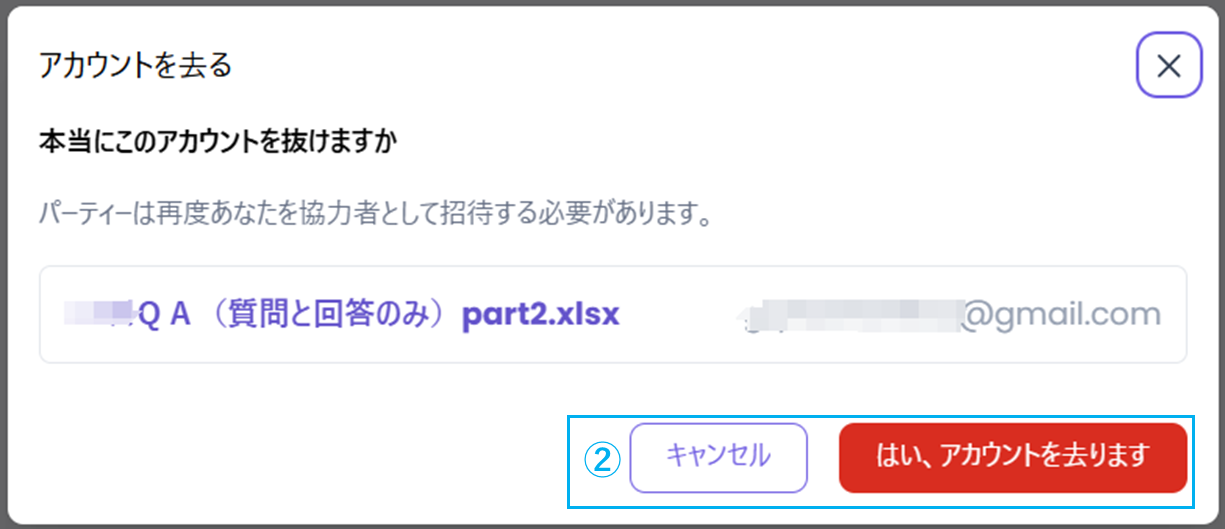 アカウントを去る
本当にこのアカウントを抜けますか
パーティーは再度あなたを協力者として招待する必要があります。
Q A （質問と回答のみ）part2.xlsx @gmail.com
② キャンセル はい、アカウントを去ります